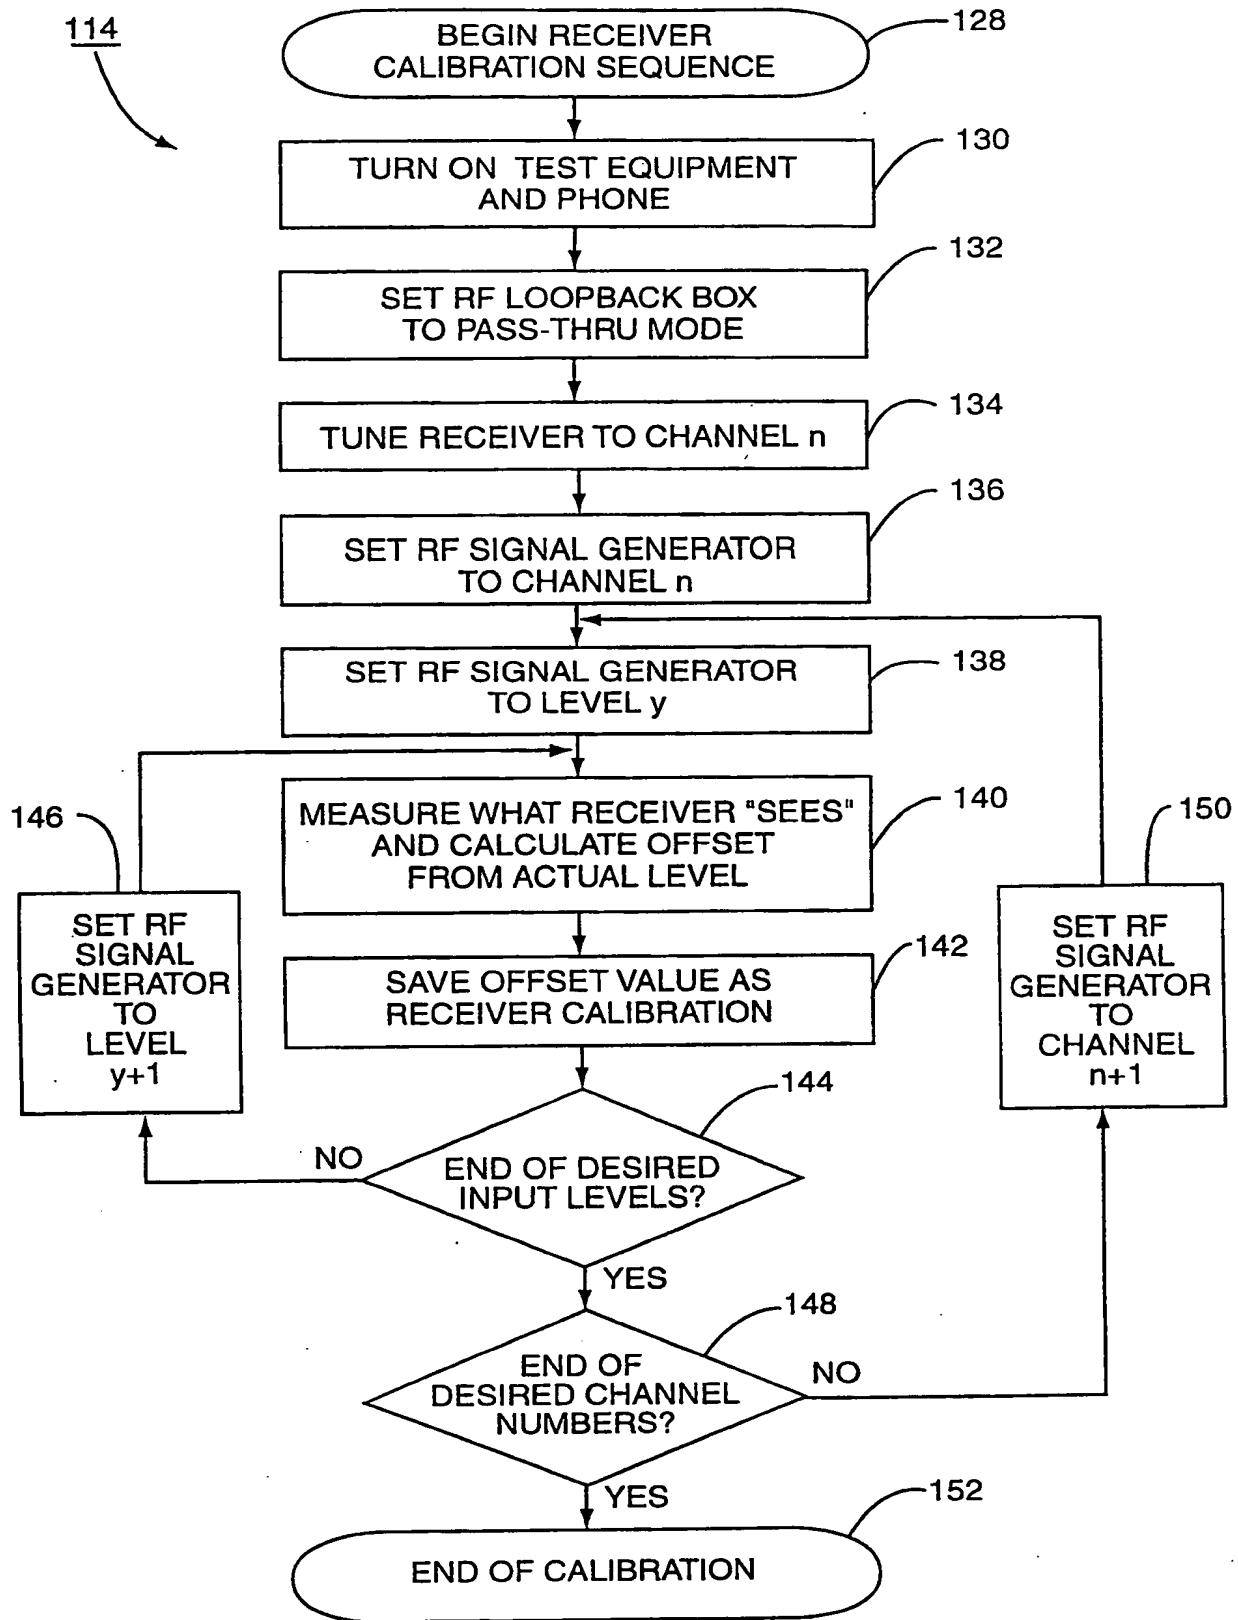 114
BEGIN RECEIVER
CALIBRATION SEQUENCE
128
TURN ON TEST EQUIPMENT
AND PHONE
130
SET RF LOOPBACK BOX
TO PASS-THRU MODE
132
TUNE RECEIVER TO CHANNEL n
134
SET RF SIGNAL GENERATOR
TO CHANNEL n
136
SET RF SIGNAL GENERATOR
TO LEVEL y
138
MEASURE WHAT RECEIVER "SEES"
AND CALCULATE OFFSET
FROM ACTUAL LEVEL
140
SAVE OFFSET VALUE AS
RECEIVER CALIBRATION
142
END OF DESIRED
INPUT LEVELS?
144
NO
146
SET RF
SIGNAL
GENERATOR
TO
LEVEL
y+1
YES
END OF
DESIRED CHANNEL
NUMBERS?
148
NO
150
SET RF
SIGNAL
GENERATOR
TO
CHANNEL
n+1
YES
END OF CALIBRATION
152